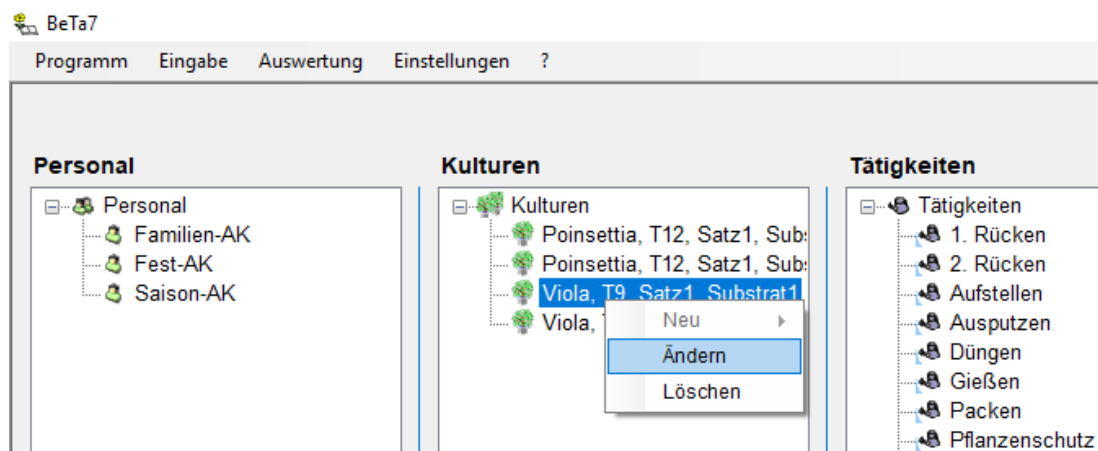 BeTa7
Programm Eingabe Auswertung Einstellungen ?
Personal
Personal
Familien-AK
Fest-AK
Saison-AK
Kulturen
Kulturen
Poinsettia, T12, Satz1, Sub
Poinsettia, T12, Satz1, Sub
Viola, T9, Satz1, Substrat1
Viola,
Neu
Ändern
Löschen
Tätigkeiten
Tätigkeiten
1. Rücken
2. Rücken
Aufstellen
Ausputzen
Düngen
Gießen
Packen
Pflanzenschutz